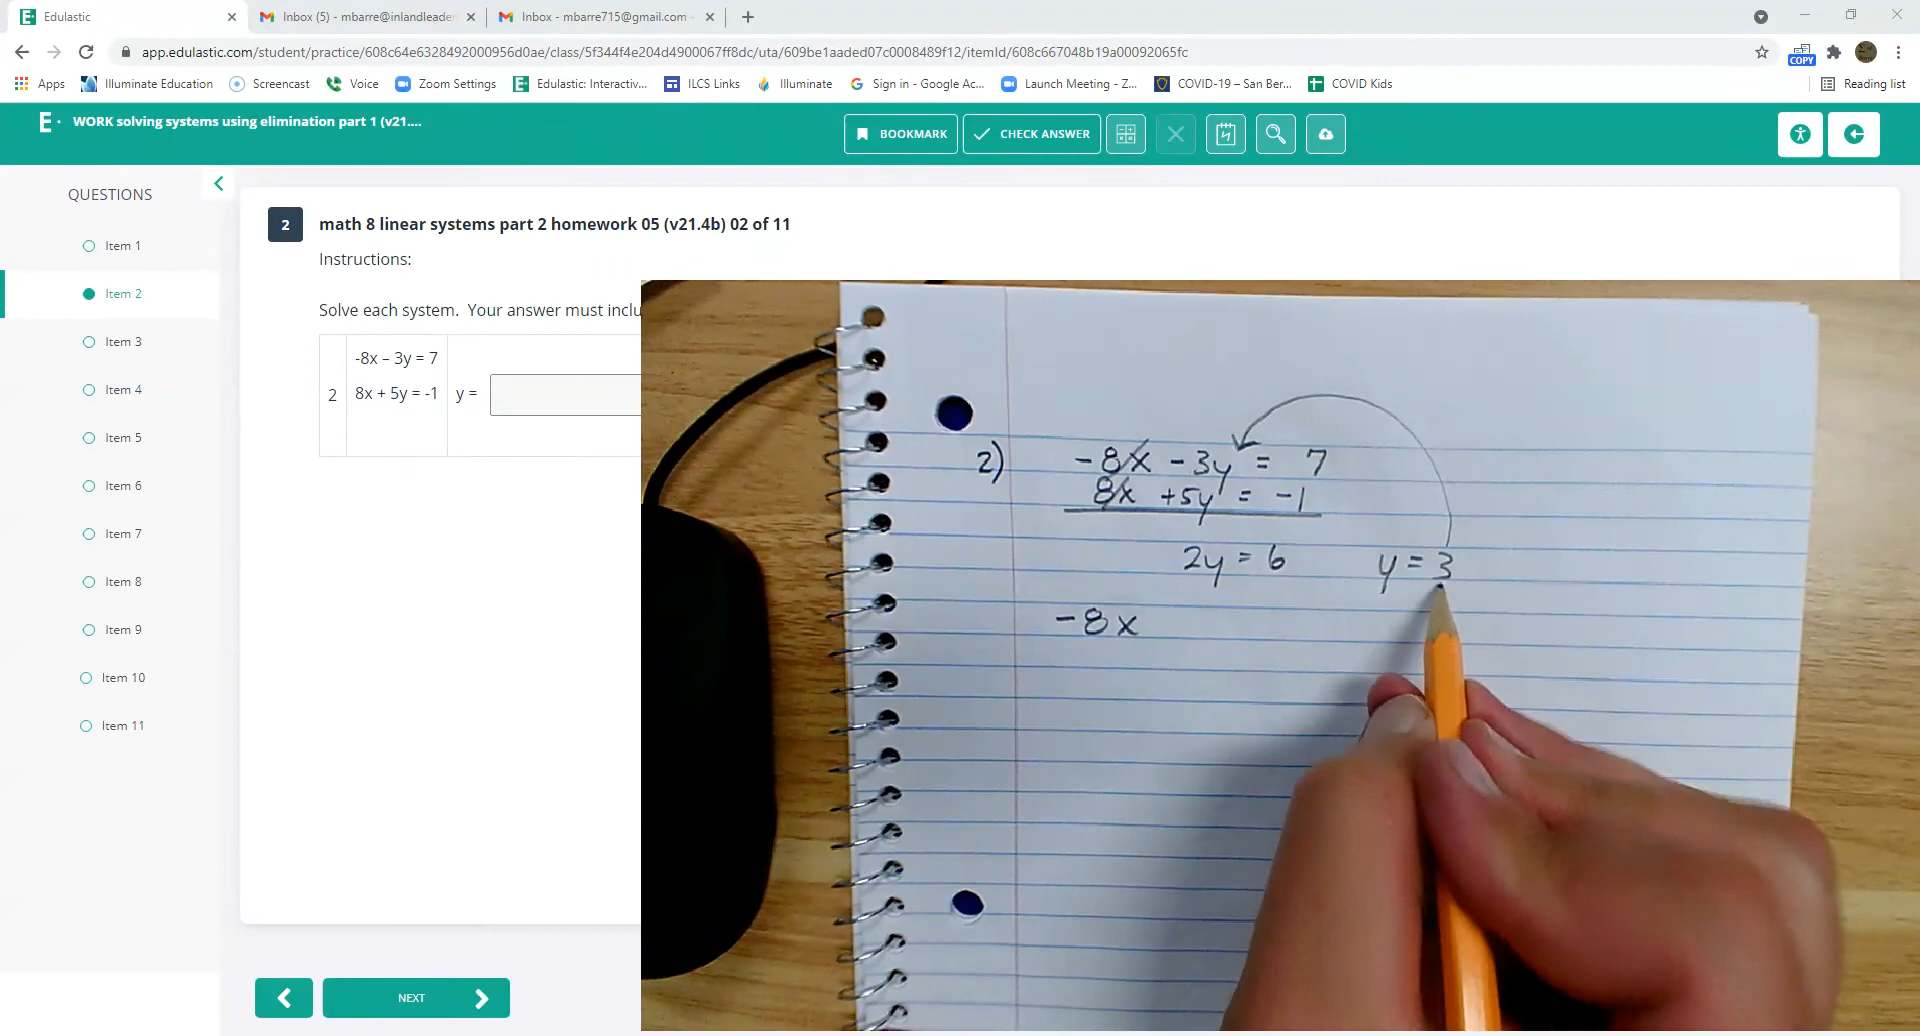 Edulastic
Inbox (5) - mbarre@inlandleader
Inbox - mbarre715@gmail.com -
app.edulastic.com/student/practice/608c64e6328492000956d0ae/class/5f344f4e204d4900067ff8dc/uta/609be1aaded07c0008489f12/itemId/608c667048b19a00092065fc
COPY
Apps
Illuminate Education
Screencast
Voice
Zoom Settings
Edulastic: Interactiv...
ILCS Links
Illuminate
Sign in - Google Ac...
Launch Meeting - Z...
COVID-19 – San Ber...
COVID Kids
Reading list
WORK solving systems using elimination part 1 (v21....
BOOKMARK
CHECK ANSWER
QUESTIONS
Item 1
Item 2
Item 3
Item 4
Item 5
Item 6
Item 7
Item 8
Item 9
Item 10
Item 11
2
math 8 linear systems part 2 homework 05 (v21.4b) 02 of 11
Instructions:
Solve each system. Your answer must inclu
2
-8x – 3y = 7
8x + 5y = -1
y =
NEXT
2)
-8x - 3y = 7
8x + 5y = -1
2y = 6
y = 3
-8x